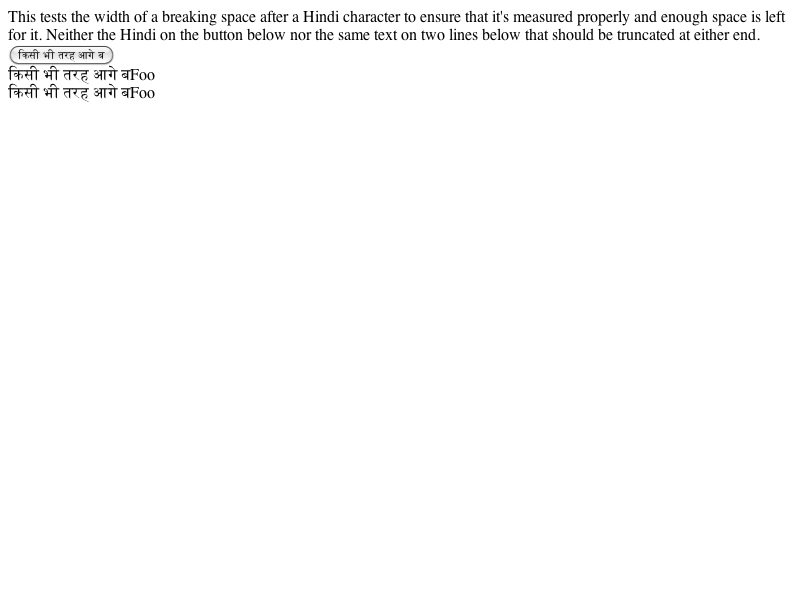 This tests the width of a breaking space after a Hindi character to ensure that it's measured properly and enough space is left
for it. Neither the Hindi on the button below nor the same text on two lines below that should be truncated at either end.
किसी भी तरह आगे ब
किसी भी तरह आगे बFoo
किसी भी तरह आगे बFoo